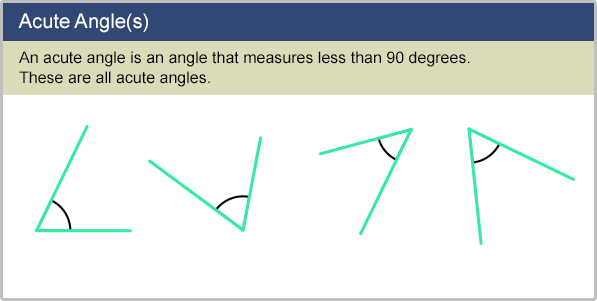 Acute Angle(s)
An acute angle is an angle that measures less than 90 degrees.
These are all acute angles.